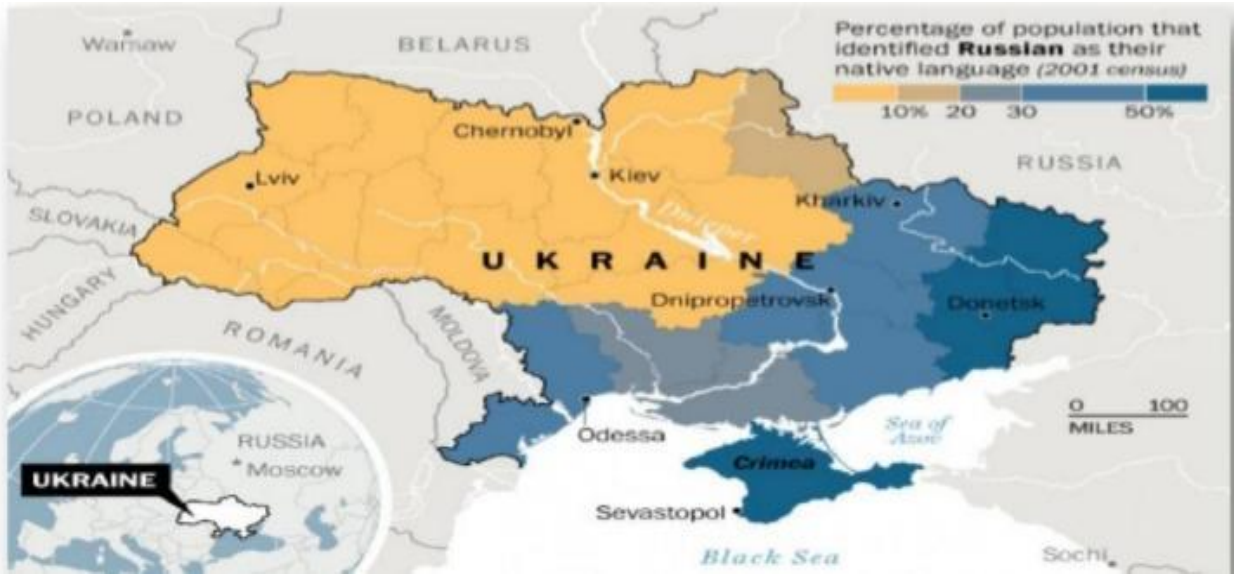 Percentage of population that
identified Russian as their
native language (2001 census)
10% 20 30 50%
Warsaw
BELARUS
POLAND
Chernobyl
RUSSIA
Lviv
Kiev
Kharkiv
SLOVAKIA
Dnieper
UKRAINE
HUNGARY
Dnipropetrovsk
Donetsk
MOLDOVA
ROMANIA
0 100
MILES
Odessa
Sea of
Azov
RUSSIA
Moscow
Crimea
UKRAINE
Sevastopol
Black Sea
Sochi